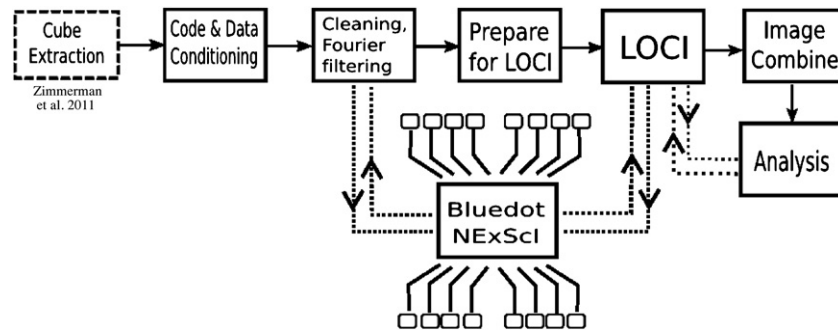 Cube
Extraction
Zimmerman
et al. 2011
Code & Data
Conditioning
Cleaning,
Fourier
filtering
Prepare
for LOCI
LOCI
Image
Combine
Analysis
Bluedot
NExScI